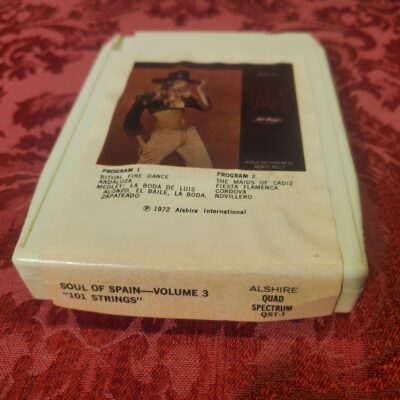 PROGRAM 1
RITUAL FIRE DANCE
ANDALUZA
MEDLEY: LA BODA DE LUIS
ALONZO, EL BAILE, LA BODA,
ZAPATEADO
PROGRAM 2
THE MAIDS OF CADIZ
FIESTA FLAMENCA
CORDOVA
NOVILLERO
℗ 1972 Alshire International
SOUL OF SPAIN—VOLUME 3
"101 STRINGS"
ALSHIRE
QUAD
SPECTRUM
QST-1